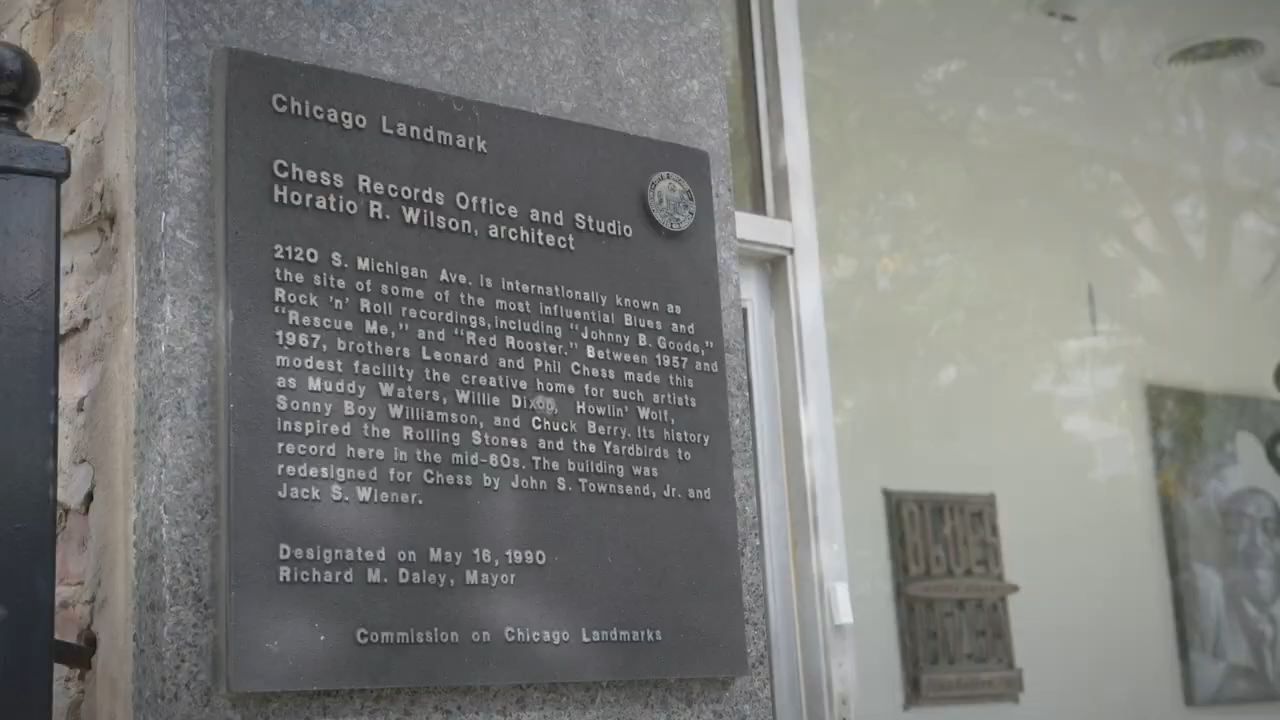 Chicago Landmark
Chess Records Office and Studio
Horatio R. Wilson, architect
2120 S. Michigan Ave. is internationally known as
the site of some of the most influential Blues and
Rock 'n' Roll recordings, including "Johnny B. Goode,"
"Rescue Me," and "Red Rooster." Between 1957 and
1967, brothers Leonard and Phil Chess made this
modest facility the creative home for such artists
as Muddy Waters, Willie Dixon, Howlin' Wolf,
Sonny Boy Williamson, and Chuck Berry. Its history
inspired the Rolling Stones and the Yardbirds to
record here in the mid-60s. The building was
redesigned for Chess by John S. Townsend, Jr. and
Jack S. Wiener.
Designated on May 16, 1990
Richard M. Daley, Mayor
Commission on Chicago Landmarks
BLUES